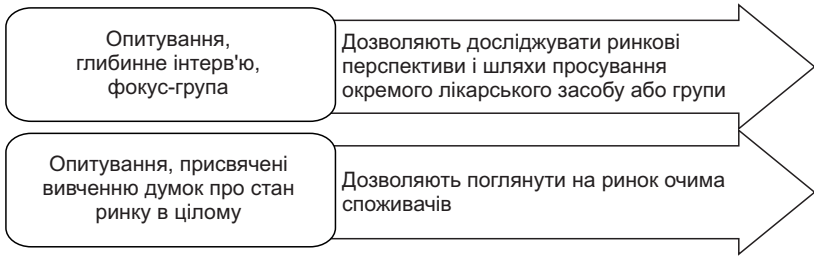 Опитування,
глибинне інтерв'ю,
фокус-група
Дозволяють досліджувати ринкові
перспективи і шляхи просування
окремого лікарського засобу або групи
Опитування, присвячені
вивченню думок про стан
ринку в цілому
Дозволяють поглянути на ринок очима
споживачів